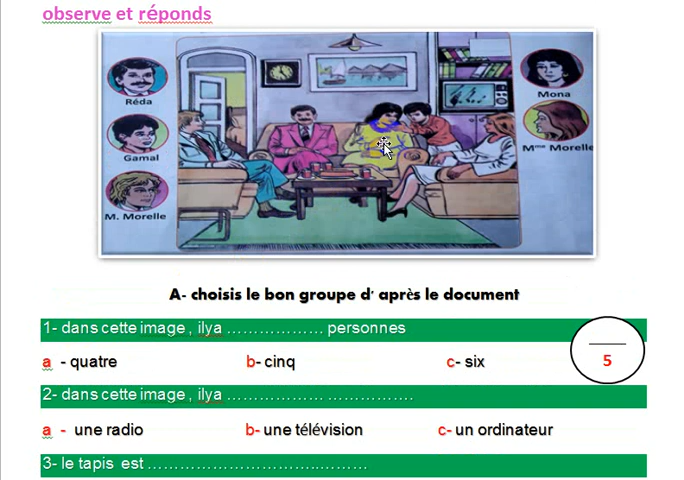 observe et réponds
Réda
Mona
Gamal
Mme Morelle
M. Morelle
A- choisis le bon groupe d' après le document
1- dans cette image , ilya ……………… personnes
a - quatre b- cinq c- six
5
2- dans cette image , ilya ……………… …………….
a - une radio b- une télévision c- un ordinateur
3- le tapis est …………………………..………